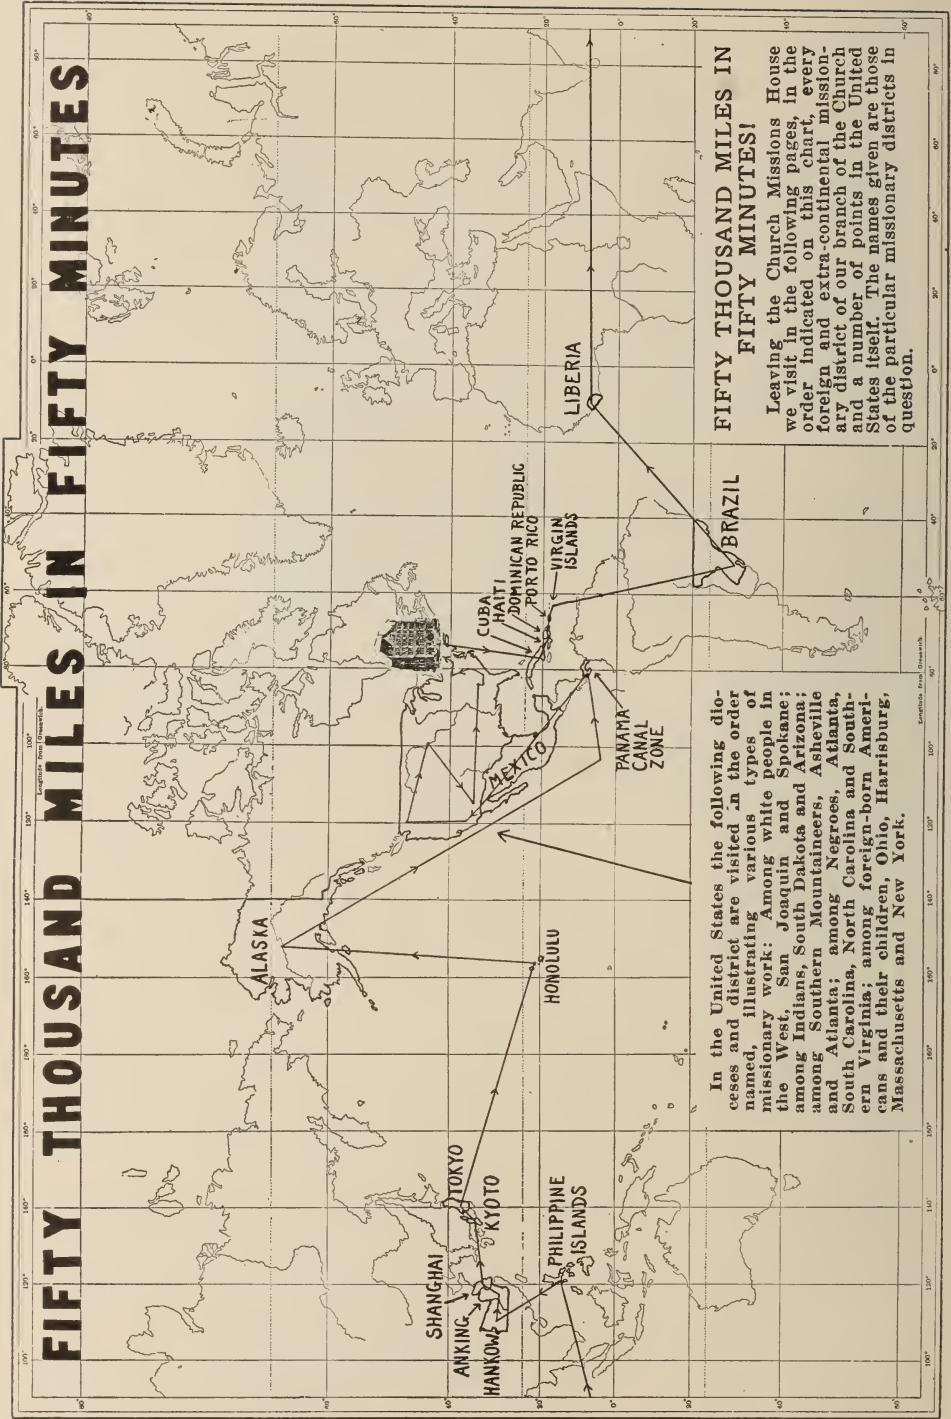 FIFTY THOUSAND MILES IN FIFTY MINUTES
Longitude from Greenwich.
ALASKA
SHANGHAI
ANKING
HANKOW
TOKYO
KYOTO
PHILIPPINE
ISLANDS
HONOLULU
MEXICO
PANAMA
CANAL
ZONE
CUBA
HAITI
DOMINICAN REPUBLIC
PORTO RICO
VIRGIN
ISLANDS
BRAZIL
LIBERIA
In the United States the following dio-
ceses and district are visited in the order
named, illustrating various types of
missionary work: Among white people in
the West, San Joaquin and Spokane;
among Indians, South Dakota and Arizona;
among Southern Mountaineers, Asheville
and Atlanta; among Negroes, Atlanta,
South Carolina, North Carolina and South-
ern Virginia; among foreign-born Ameri-
cans and their children, Ohio, Harrisburg,
Massachusetts and New York.
Longitude from Greenwich.
FIFTY THOUSAND MILES IN
FIFTY MINUTES!
Leaving the Church Missions House
we visit in the following pages, in the
order indicated on this chart, every
foreign and extra-continental mission-
ary district of our branch of the Church
and a number of points in the United
States itself. The names given are those
of the particular missionary districts in
question.